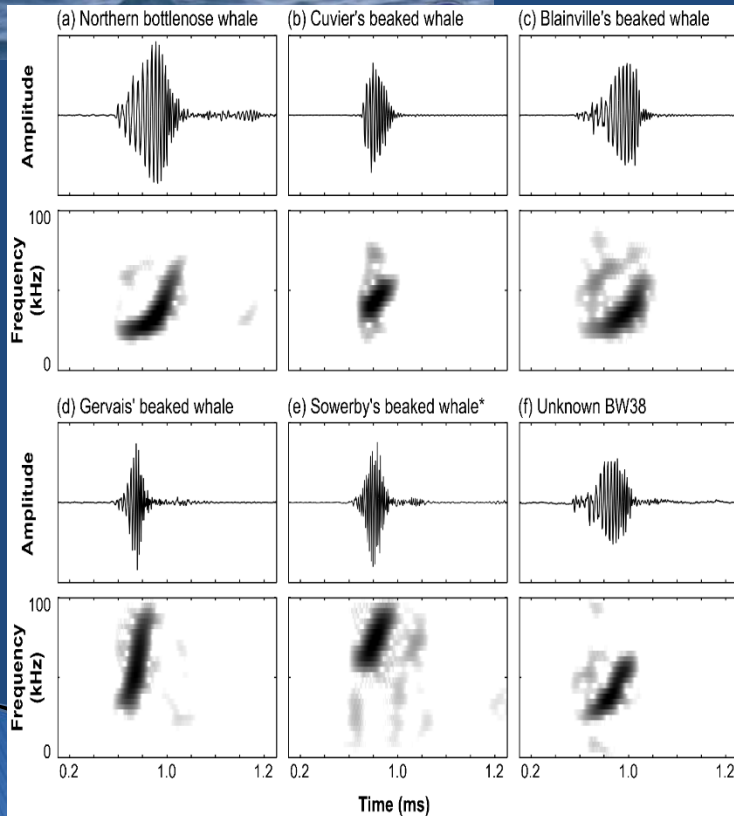 (a) Northern bottlenose whale (b) Cuvier's beaked whale (c) Blainville's beaked whale
Amplitude
100
Frequency
(kHz)
0
(d) Gervais' beaked whale (e) Sowerby's beaked whale* (f) Unknown BW38
Amplitude
100
Frequency
(kHz)
0
0.2 1.0 1.2 0.2 1.0 1.2 0.2 1.0 1.2
Time (ms)